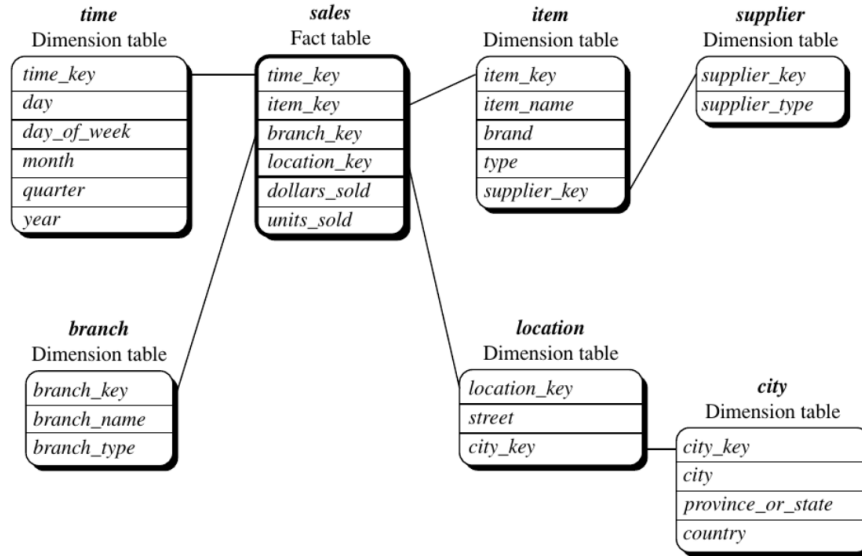 time
Dimension table
time_key
day
day_of_week
month
quarter
year
sales
Fact table
time_key
item_key
branch_key
location_key
dollars_sold
units_sold
item
Dimension table
item_key
item_name
brand
type
supplier_key
supplier
Dimension table
supplier_key
supplier_type
branch
Dimension table
branch_key
branch_name
branch_type
location
Dimension table
location_key
street
city_key
city
Dimension table
city_key
city
province_or_state
country